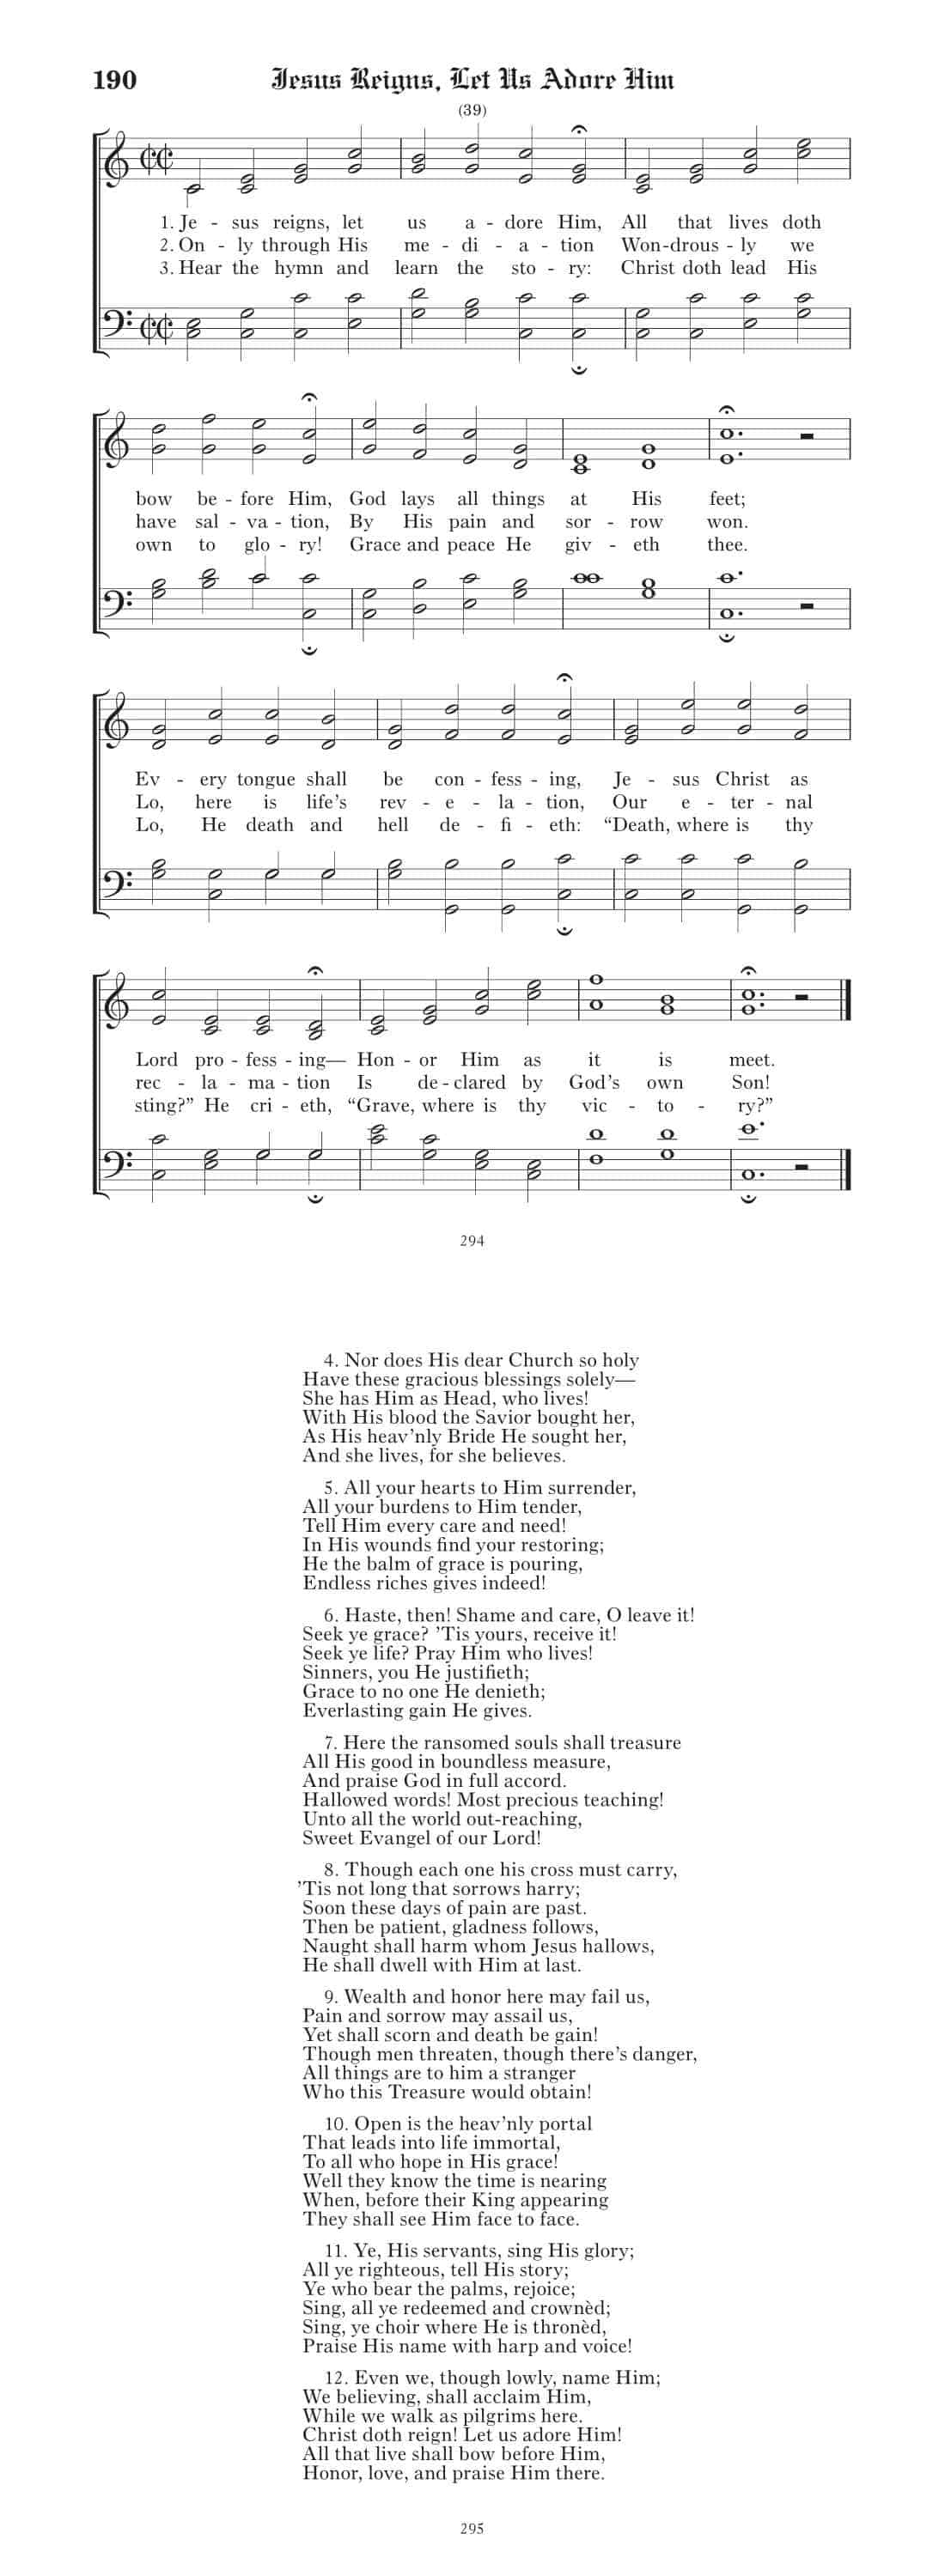 190 Jesus Reigns, Let Us Adore Him
(39)
1. Je - sus reigns, let us a - dore Him, All that lives doth
2. On - ly through His me - di - a - tion Won-drous - ly we
3. Hear the hymn and learn the sto - ry: Christ doth lead His
bow be - fore Him, God lays all things at His feet;
have sal - va - tion, By His pain and sor - row won.
own to glo - ry! Grace and peace He giv - eth thee.
Ev - ery tongue shall be con - fess - ing, Je - sus Christ as
Lo, here is life's rev - e - la - tion, Our e - ter - nal
Lo, He death and hell de - fi - eth: “Death, where is thy
Lord pro - fess - ing— Hon - or Him as it is meet.
rec - la - ma - tion Is de - clared by God's own Son!
sting?” He cri - eth, “Grave, where is thy vic - to - ry?”
294
4. Nor does His dear Church so holy
Have these gracious blessings solely—
She has Him as Head, who lives!
With His blood the Savior bought her,
As His heav’nly Bride He sought her,
And she lives, for she believes.
5. All your hearts to Him surrender,
All your burdens to Him tender,
Tell Him every care and need!
In His wounds find your restoring;
He the balm of grace is pouring,
Endless riches gives indeed!
6. Haste, then! Shame and care, O leave it!
Seek ye grace? ’Tis yours, receive it!
Seek ye life? Pray Him who lives!
Sinners, you He justifieth;
Grace to no one He denieth;
Everlasting gain He gives.
7. Here the ransomed souls shall treasure
All His good in boundless measure,
And praise God in full accord.
Hallowed words! Most precious teaching!
Unto all the world out-reaching,
Sweet Evangel of our Lord!
8. Though each one his cross must carry,
’Tis not long that sorrows harry;
Soon these days of pain are past.
Then be patient, gladness follows,
Naught shall harm whom Jesus hallows,
He shall dwell with Him at last.
9. Wealth and honor here may fail us,
Pain and sorrow may assail us,
Yet shall scorn and death be gain!
Though men threaten, though there’s danger,
All things are to him a stranger
Who this Treasure would obtain!
10. Open is the heav’nly portal
That leads into life immortal,
To all who hope in His grace!
Well they know the time is nearing
When, before their King appearing
They shall see Him face to face.
11. Ye, His servants, sing His glory;
All ye righteous, tell His story;
Ye who bear the palms, rejoice;
Sing, all ye redeemed and crownèd;
Sing, ye choir where He is thronèd,
Praise His name with harp and voice!
12. Even we, though lowly, name Him;
We believing, shall acclaim Him,
While we walk as pilgrims here.
Christ doth reign! Let us adore Him!
All that live shall bow before Him,
Honor, love, and praise Him there.
295